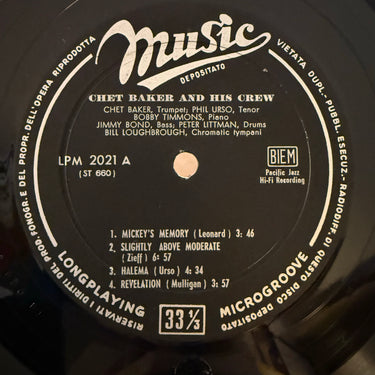 Music
DEPOSITATO
CHET BAKER AND HIS CREW
CHET BAKER, Trumpet; PHIL URSO, Tenor
BOBBY TIMMONS, Piano
JIMMY BOND, Bass; PETER LITTMAN, Drums
BILL LOUGHBROUGH, Chromatic tympani
LPM 2021 A
(ST 660)
BIEM
Pacific Jazz
Hi-Fi Recording
1. MICKEY'S MEMORY (Leonard) 3: 46
2. SLIGHTLY ABOVE MODERATE
(Zieff) 6: 57
3. HALEMA (Urso) 4: 34
4. REVELATION (Mulligan) 3: 57
LONGPLAYING
33 1/3
MICROGROOVE
RISERVATI I DIRITTI DEL PROD. FONOGR. E DEL PROPR. DELL'OPERA RIPRODOTTA
VIETATA DUPL.- PUBBL. ESECUZ.- RADIODIFF. DI QUESTO DISCO DEPOSITATO